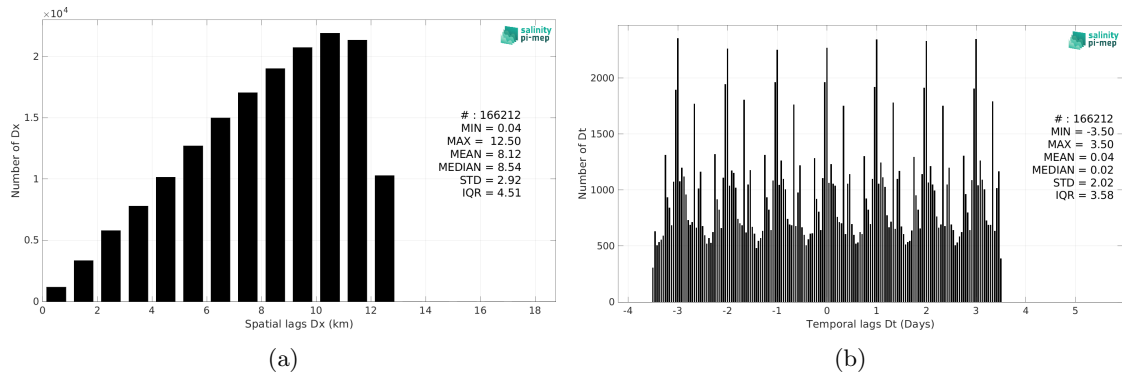 ×10⁴
2
1.5
1
0.5
0
Number of Dx
0 2 4 6 8 10 12 14 16 18
Spatial lags Dx (km)
salinity
pi-mep
# : 166212
MIN = 0.04
MAX = 12.50
MEAN = 8.12
MEDIAN = 8.54
STD = 2.92
IQR = 4.51
(a)
2000
1500
1000
500
0
Number of Dt
-4 -3 -2 -1 0 1 2 3 4 5
Temporal lags Dt (Days)
salinity
pi-mep
# : 166212
MIN = -3.50
MAX = 3.50
MEAN = 0.04
MEDIAN = 0.02
STD = 2.02
IQR = 3.58
(b)